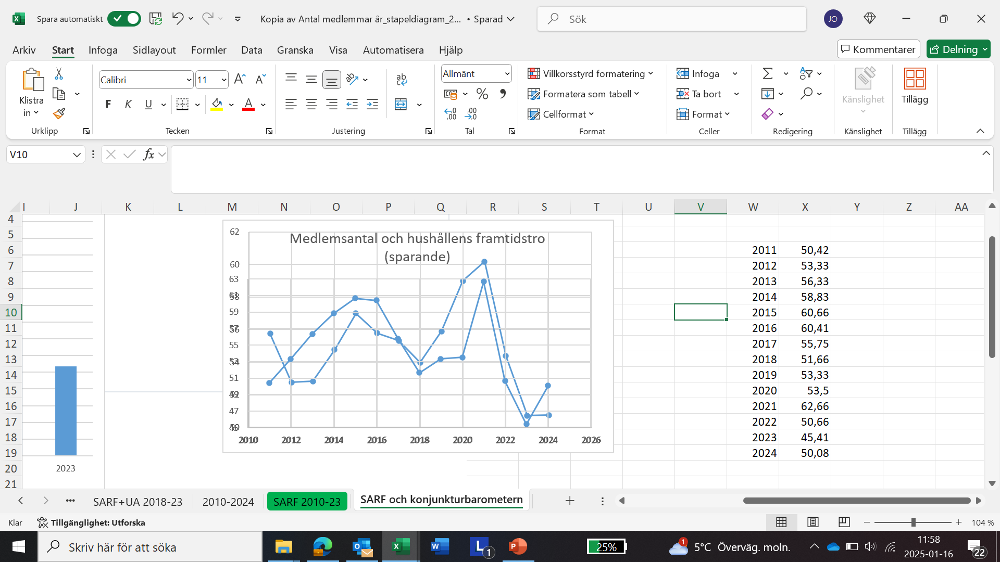 Spara automatiskt
Kopia av Antal medlemmar år_stapeldiagram_2... • Sparad
Sök
JO
Arkiv Start Infoga Sidlayout Formler Data Granska Visa Automatisera Hjälp
Kommentarer
Delning
Klistra in
Urklipp
Calibri 11
F K U
Tecken
ab
Justering
Allmänt
%
Tal
Villkorsstyrd formatering
Formatera som tabell
Cellformat
Format
Infoga
Ta bort
Format
Celler
Redigering
Känslighet
Känslighet
Tillägg
Tillägg
V10
fx
I J K L M N O P Q R S T U V W X Y Z AA
4
5
6 2011 50,42
7 2012 53,33
8 2013 56,33
9 2014 58,83
10 2015 60,66
11 2016 60,41
12 2017 55,75
13 2018 51,66
14 2019 53,33
15 2020 53,5
16 2021 62,66
17 2022 50,66
18 2023 45,41
19 2024 50,08
20
21
2023
Medlemsantal och hushållens framtidstro
(sparande)
62
60
63
61
58
59
57
56
55
53
54
51
49
52
47
45
50
2010 2012 2014 2016 2018 2020 2022 2024 2026
SARF+UA 2018-23 2010-2024 SARF 2010-23 SARF och konjunkturbarometern
Klar
Tillgänglighet: Utforska
104 %
Skriv här för att söka
25%
1
5°C Överväg. moln.
11:58
2025-01-16
22